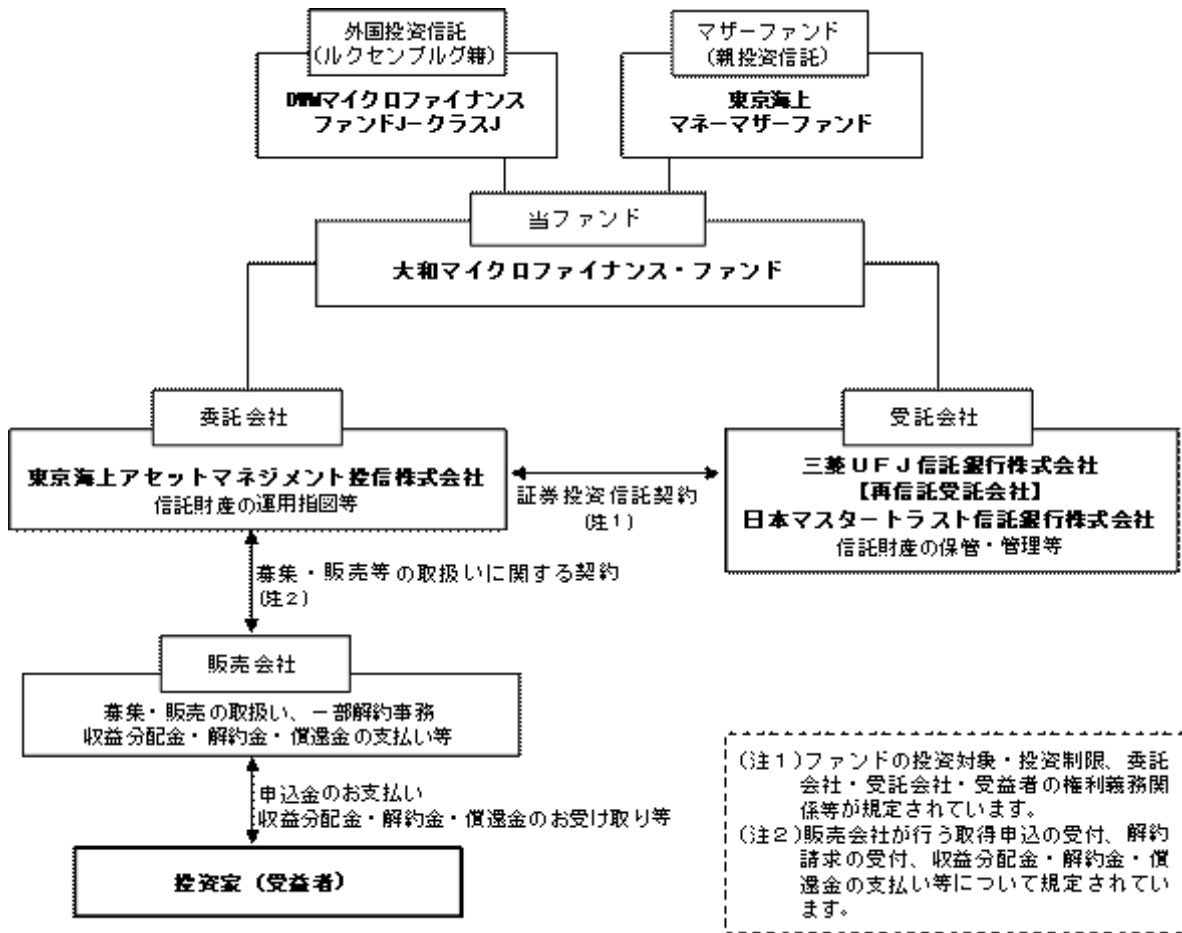 外国投資信託
(ルクセンブルグ籍)
DWMマイクロファイナンス
ファンドJ-クラスJ
マザーファンド
(親投資信託)
東京海上
マネーマザーファンド
当ファンド
大和マイクロファイナンス・ファンド
委託会社
東京海上アセットマネジメント投信株式会社
信託財産の運用指図等
証券投資信託契約
(注1)
受託会社
三菱UFJ信託銀行株式会社
【再信託受託会社】
日本マスタートラスト信託銀行株式会社
信託財産の保管・管理等
募集・販売等の取扱いに関する契約
(注2)
販売会社
募集・販売の取扱い、一部解約事務
収益分配金・解約金・償還金の支払い等
申込金のお支払い
収益分配金・解約金・償還金のお受け取り等
投資家(受益者)
(注1)ファンドの投資対象・投資制限、委託
会社・受託会社・受益者の権利義務関
係等が規定されています。
(注2)販売会社が行う取得申込の受付、解約
請求の受付、収益分配金・解約金・償
還金の支払い等について規定されてい
ます。